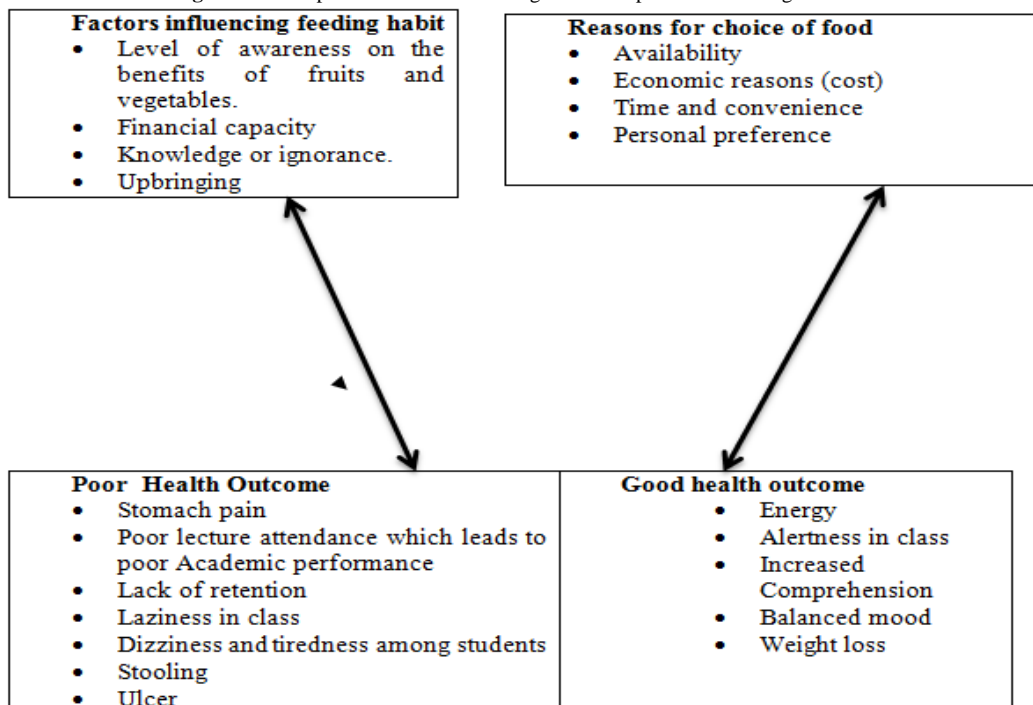 Factors influencing feeding habit
• Level of awareness on the
benefits of fruits and
vegetables.
• Financial capacity
• Knowledge or ignorance.
• Upbringing
Reasons for choice of food
• Availability
• Economic reasons (cost)
• Time and convenience
• Personal preference
Poor Health Outcome
• Stomach pain
• Poor lecture attendance which leads to
poor Academic performance
• Lack of retention
• Laziness in class
• Dizziness and tiredness among students
• Stooling
• Ulcer
Good health outcome
• Energy
• Alertness in class
• Increased
Comprehension
• Balanced mood
• Weight loss